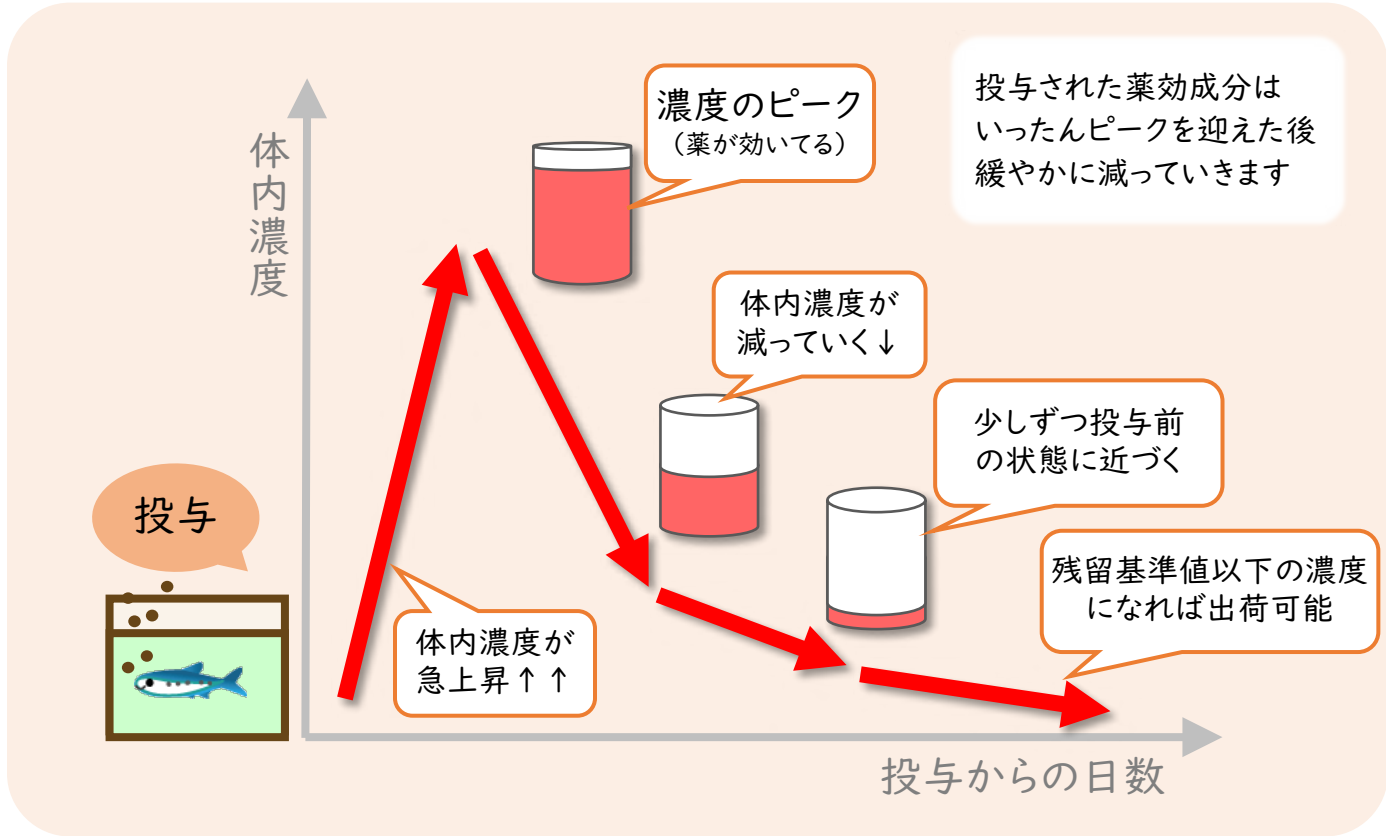 投与された薬効成分は
いったんピークを迎えた後
緩やかに減っていきます
濃度のピーク
（薬が効いてる）
体内濃度
体内濃度が
減っていく↓
少しずつ投与前
の状態に近づく
投与
残留基準値以下の濃度
になれば出荷可能
体内濃度が
急上昇↑↑
投与からの日数